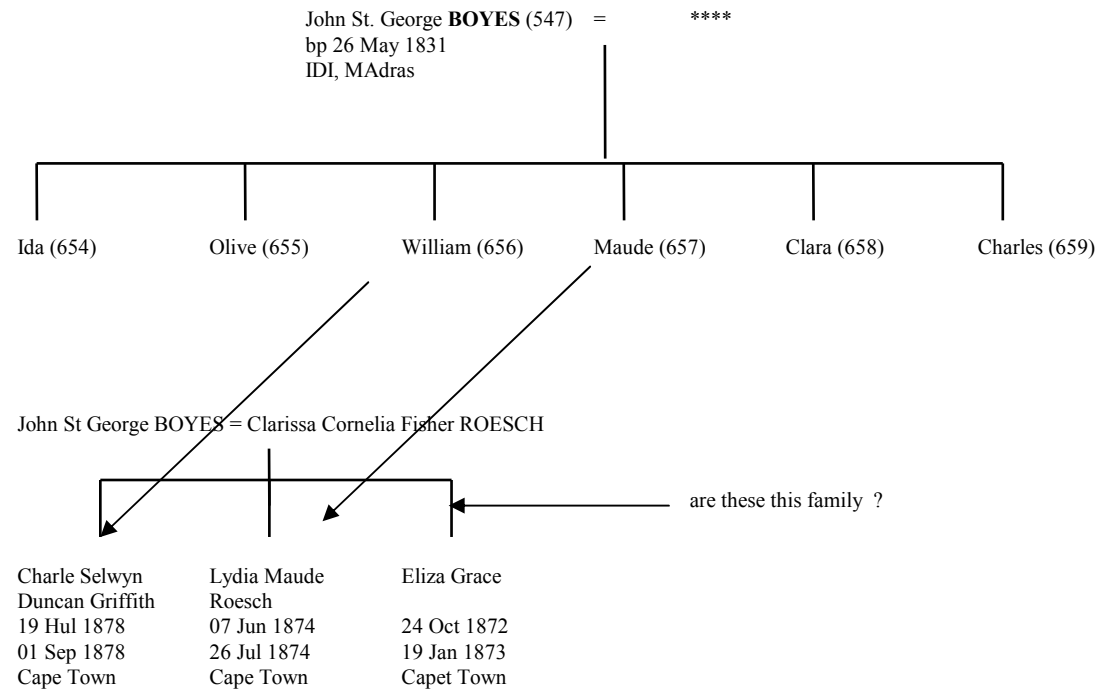 John St. George BOYES (547) = ****
bp 26 May 1831
IDI, MAdras
Ida (654) Olive (655) William (656) Maude (657) Clara (658) Charles (659)
John St George BOYES = Clarissa Cornelia Fisher ROESCH
are these this family ?
Charle Selwyn
Duncan Griffith
19 Hul 1878
01 Sep 1878
Cape Town
Lydia Maude
Roesch
07 Jun 1874
26 Jul 1874
Cape Town
Eliza Grace
24 Oct 1872
19 Jan 1873
Capet Town